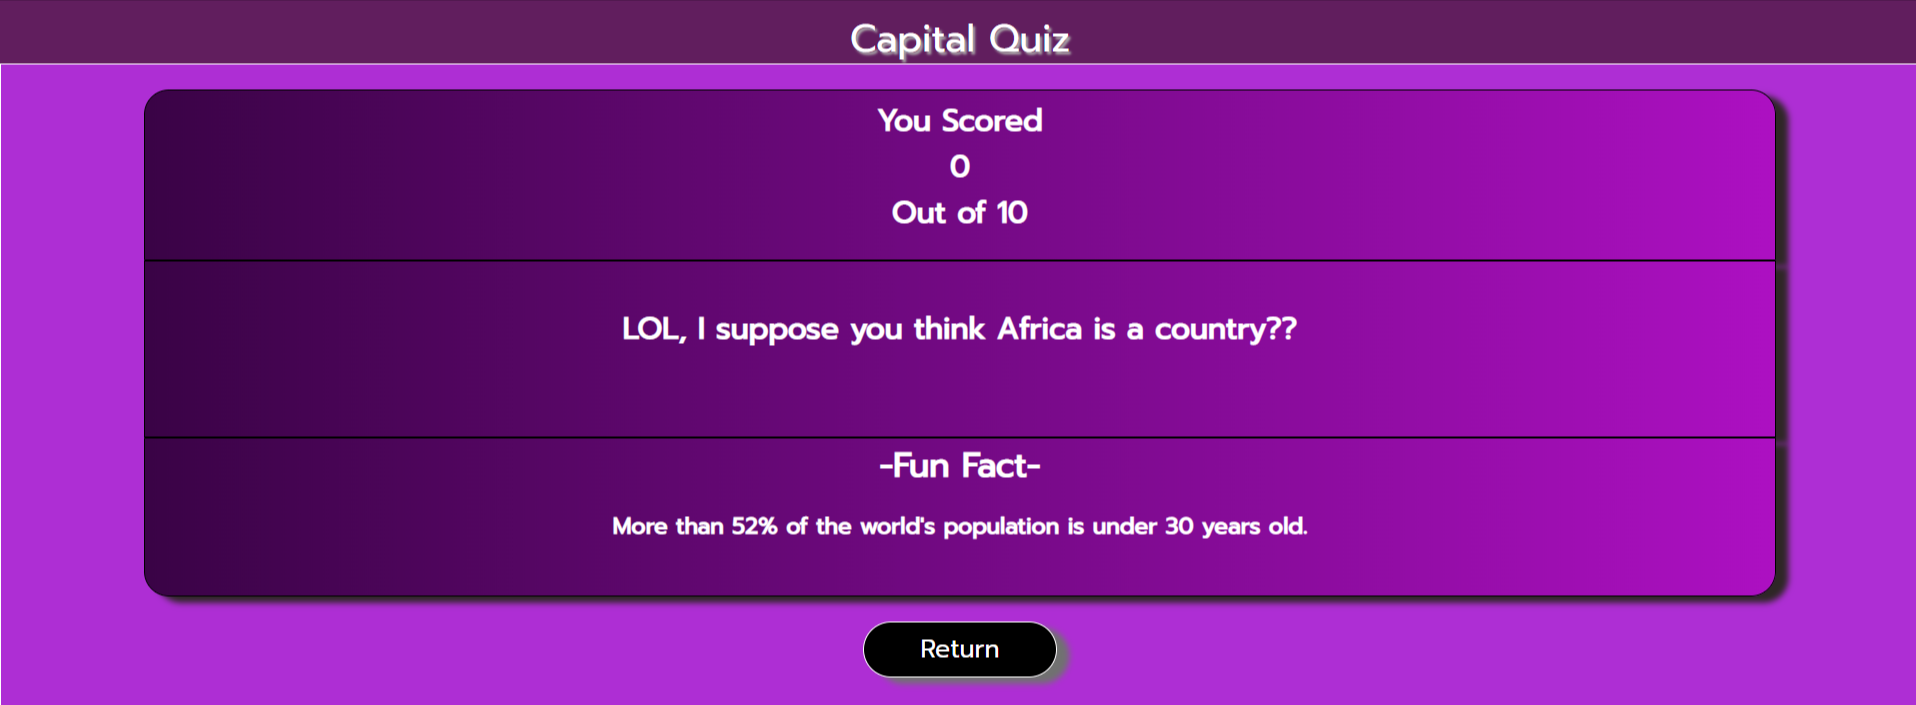 Capital Quiz
You Scored
0
Out of 10
LOL, I suppose you think Africa is a country??
-Fun Fact-
More than 52% of the world's population is under 30 years old.
Return